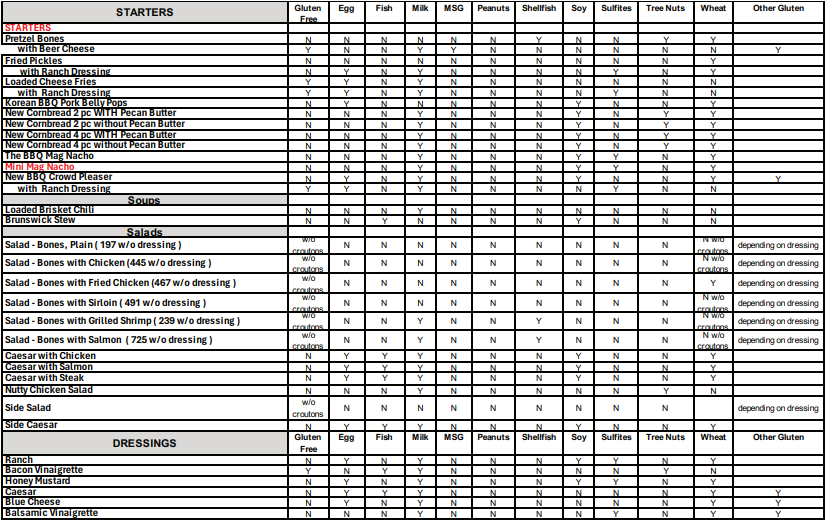 STARTERS Gluten Free Egg Fish Milk MSG Peanuts Shellfish Soy Sulfites Tree Nuts Wheat Other Gluten
STARTERS
Pretzel Bones N N N N N N Y N N Y Y
with Beer Cheese Y N N Y Y N N N N N N Y
Fried Pickles N N N N N N N N N N Y
with Ranch Dressing N Y N Y N N N N Y N Y
Loaded Cheese Fries Y Y N Y N N N N N N N
with Ranch Dressing Y Y N Y N N N N Y N N
Korean BBQ Pork Belly Pops N Y N N N N N Y N N Y
New Cornbread 2 pc WITH Pecan Butter N N N Y N N N Y N Y Y
New Cornbread 2 pc without Pecan Butter N N N Y N N N Y N Y Y
New Cornbread 4 pc WITH Pecan Butter N N N Y N N N Y N Y Y
New Cornbread 4 pc without Pecan Butter N N N Y N N N Y N Y Y
The BBQ Mag Nacho N N N Y N N N Y Y N Y
Mini Mag Nacho N N N Y N N N Y Y N Y
New BBQ Crowd Pleaser N Y N Y N N N Y N N Y Y
with Ranch Dressing Y Y N Y N N N N Y N N
Soups
Loaded Brisket Chili N N N Y N N N N N N N
Brunswick Stew N N Y N N N N Y N N N
Salads
Salad - Bones, Plain ( 197 w/o dressing ) w/o croutons N N N N N N N N N N w/o croutons depending on dressing
Salad - Bones with Chicken (445 w/o dressing ) w/o croutons N N N N N N N N N N w/o croutons depending on dressing
Salad - Bones with Fried Chicken (467 w/o dressing ) w/o croutons N N N N N N N N N Y depending on dressing
Salad - Bones with Sirloin ( 491 w/o dressing ) w/o croutons N N N N N N N N N N w/o croutons depending on dressing
Salad - Bones with Grilled Shrimp ( 239 w/o dressing ) w/o croutons N N Y N N Y N N N N w/o croutons depending on dressing
Salad - Bones with Salmon ( 725 w/o dressing ) w/o croutons N N Y N N Y N N N N w/o croutons depending on dressing
Caesar with Chicken N Y Y Y N N N Y N N Y
Caesar with Salmon N Y Y Y N N N Y N N Y
Caesar with Steak N Y Y Y N N N Y N N Y
Nutty Chicken Salad N N N Y N N N N N Y N
Side Salad w/o croutons N N N N N N N N N depending on dressing
Side Caesar N Y Y Y N N N Y N N Y
DRESSINGS Gluten Free Egg Fish Milk MSG Peanuts Shellfish Soy Sulfites Tree Nuts Wheat Other Gluten
Ranch N Y N Y N N N Y Y N Y
Bacon Vinaigrette Y N Y Y N N N N N Y N
Honey Mustard N Y N Y N N N Y Y N Y
Caesar N Y Y Y N N N N N N Y Y
Blue Cheese N Y N Y N N N N N N Y Y
Balsamic Vinaigrette N N N Y N N N N Y N Y Y